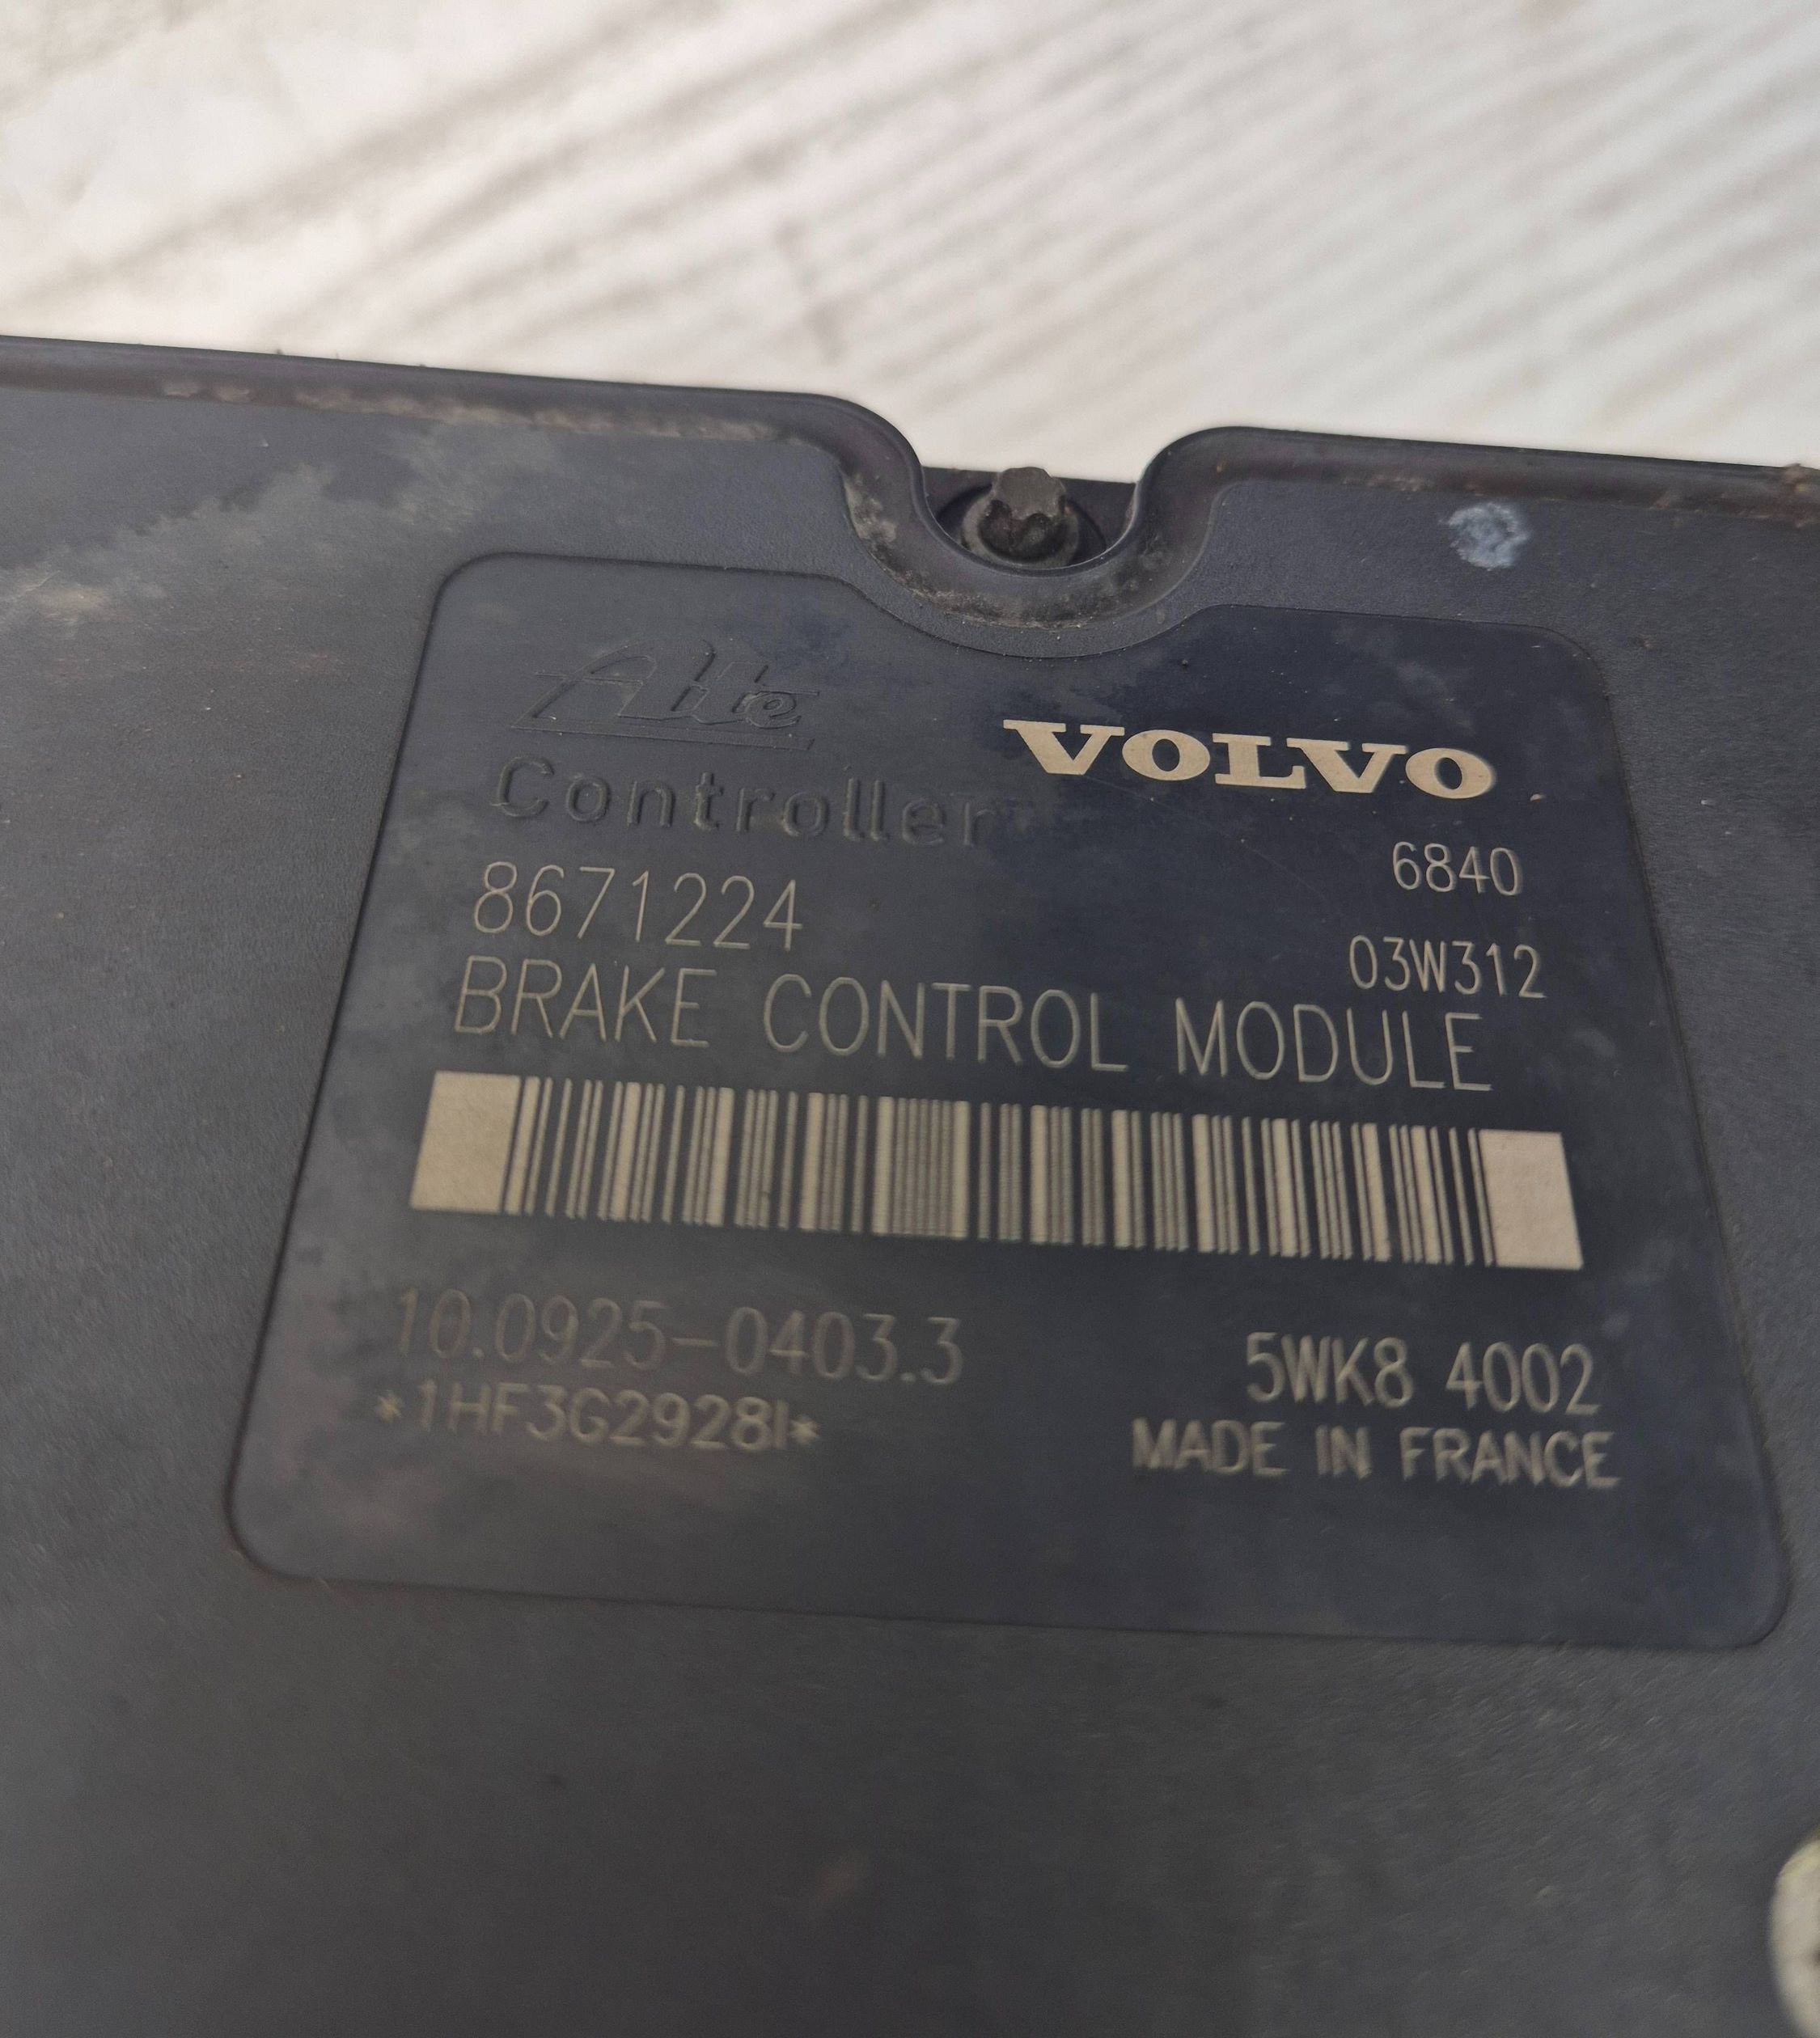 Ate
VOLVO
Controller
6840
8671224
03W312
BRAKE CONTROL MODULE
10.0925-0403.3
5WK8 4002
*1HF3G2928I*
MADE IN FRANCE